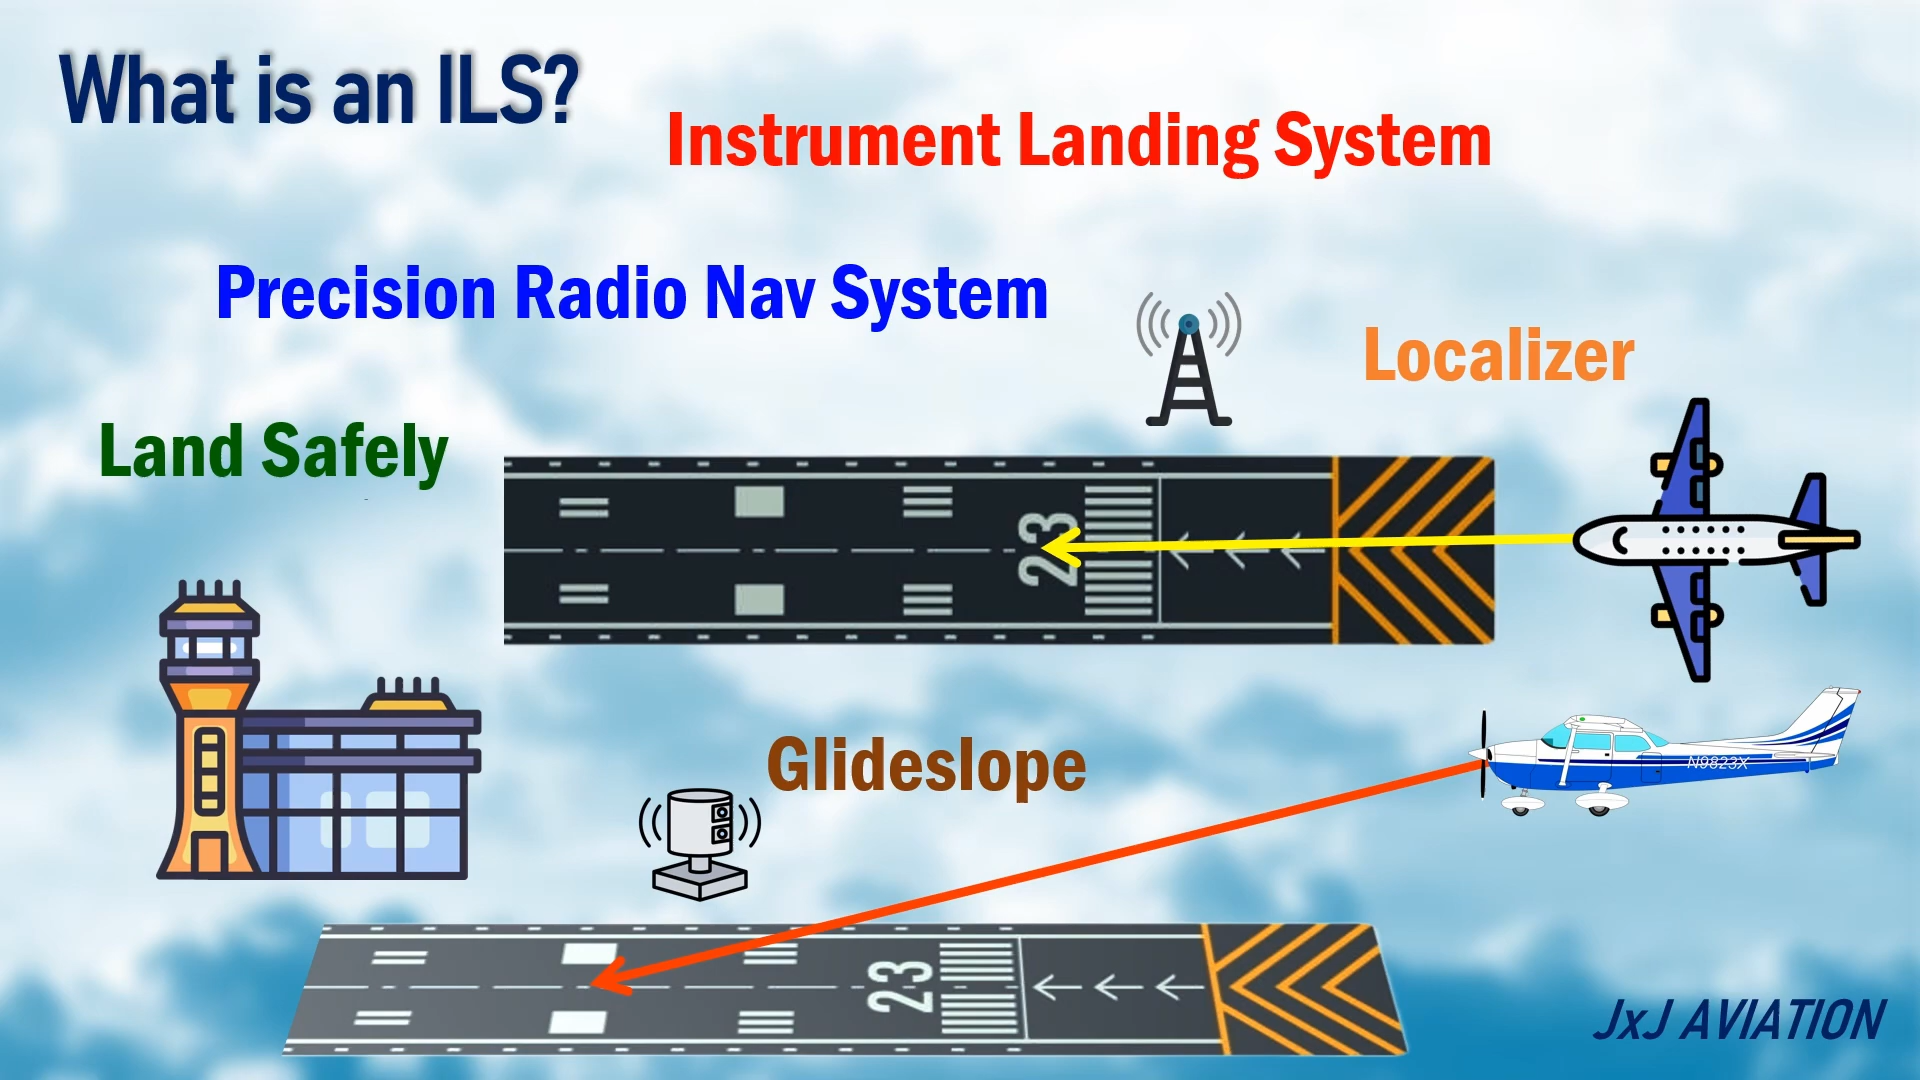 What is an ILS?
Instrument Landing System
Precision Radio Nav System
Localizer
Land Safely
23
Glideslope
N9823X
23
JxJ AVIATION